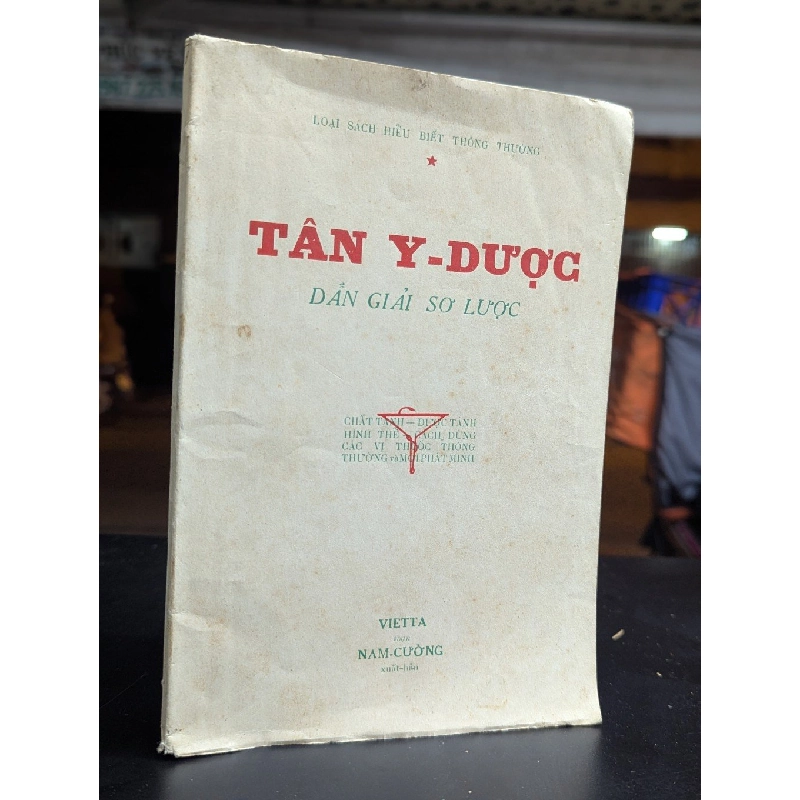 LOẠI SÁCH HIỂU BIẾT THÔNG THƯỜNG
TÂN Y-DƯỢC
DẪN GIẢI SƠ LƯỢC
CHẤT TÁNH — DƯỢC TÁNH
HÌNH THỂ — CÁCH DÙNG
CÁC VỊ THUỐC THÔNG
THƯỜNG và MỚI PHÁT MINH
VIETTA
NAM-CƯỜNG
xuất-bản